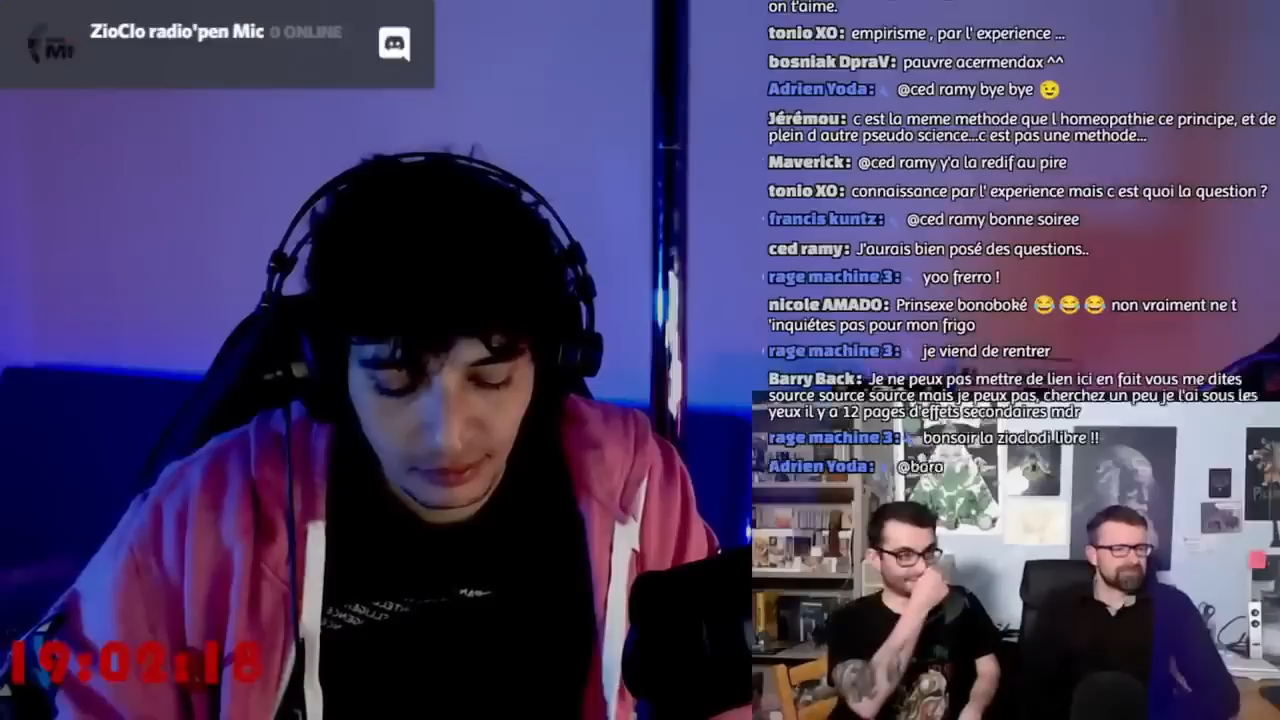 ZioClo radio'pen Mic 0 ONLINE
MI
on t'aime.
tonio XO: empirisme , par l' experience ...
bosniak DpraV: pauvre acermendax ^^
Adrien Yoda: @ced ramy bye bye 😉
Jérémou: c est la meme methode que l homeopathie ce principe, et de
plein d autre pseudo science...c est pas une methode...
Maverick: @ced ramy y'a la redif au pire
tonio XO: connaissance par l' experience mais c est quoi la question ?
francis kuntz: @ced ramy bonne soiree
ced ramy: J'aurais bien posé des questions..
rage machine 3: yoo frerro !
nicole AMADO: Prinsexe bonoboké 😂 😂 😂 non vraiment ne t
'inquiétes pas pour mon frigo
rage machine 3: je viend de rentrer
Barry Back: Je ne peux pas mettre de lien ici en fait vous me dites
source source source mais je peux pas, cherchez un peu je l'ai sous les
yeux il y a 12 pages d'effets secondaires mdr
rage machine 3: bonsoir la zioclodi libre !!
Adrien Yoda: @bara
19:02:18